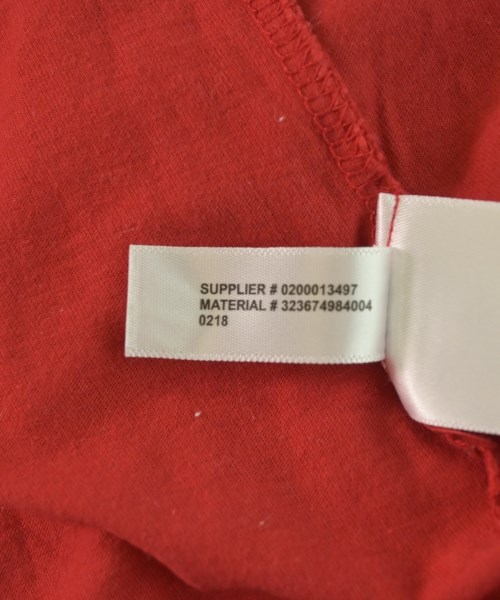 SUPPLIER # 0200013497
MATERIAL # 323674984004
0218